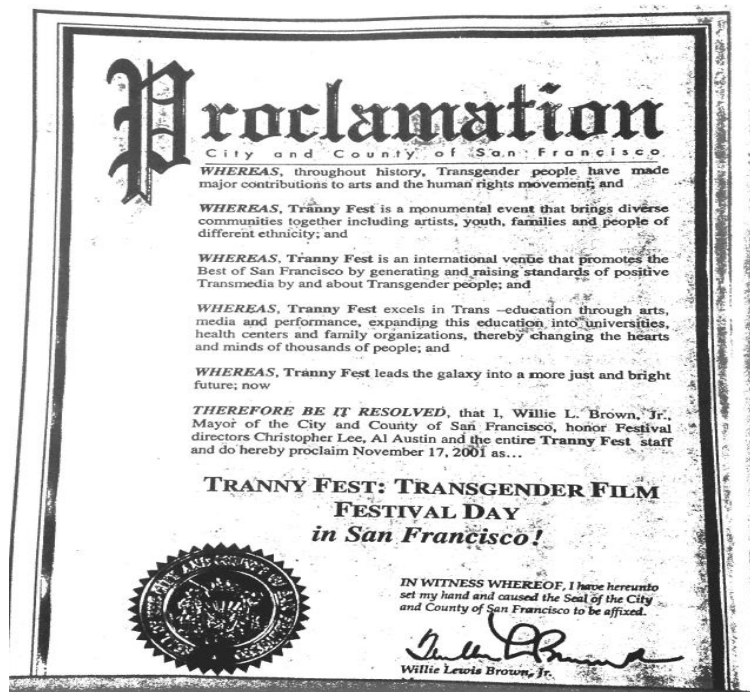 Proclamation
City and County of San Francisco
WHEREAS, throughout history, Transgender people have made
major contributions to arts and the human rights movement; and
WHEREAS, Tranny Fest is a monumental event that brings diverse
communities together including artists, youth, families and people of
different ethnicity; and
WHEREAS, Tranny Fest is an international venue that promotes the
Best of San Francisco by generating and raising standards of positive
Transmedia by and about Transgender people; and
WHEREAS, Tranny Fest excels in Trans –education through arts,
media and performance, expanding this education into universities,
health centers and family organizations, thereby changing the hearts
and minds of thousands of people; and
WHEREAS, Tranny Fest leads the galaxy into a more just and bright
future; now
THEREFORE BE IT RESOLVED, that I, Willie L. Brown, Jr.,
Mayor of the City and County of San Francisco, honor Festival
directors Christopher Lee, Al Austin and the entire Tranny Fest staff
and do hereby proclaim November 17, 2001 as...
TRANNY FEST: TRANSGENDER FILM
FESTIVAL DAY
in San Francisco!
IN WITNESS WHEREOF, I have hereunto
set my hand and caused the Seal of the City
and County of San Francisco to be affixed.
Willie Lewis Brown, Jr.